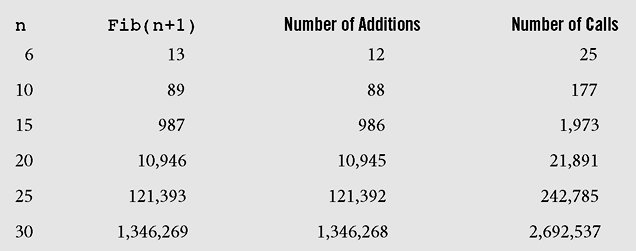 n Fib(n+1) Number of Additions Number of Calls
6 13 12 25
10 89 88 177
15 987 986 1,973
20 10,946 10,945 21,891
25 121,393 121,392 242,785
30 1,346,269 1,346,268 2,692,537